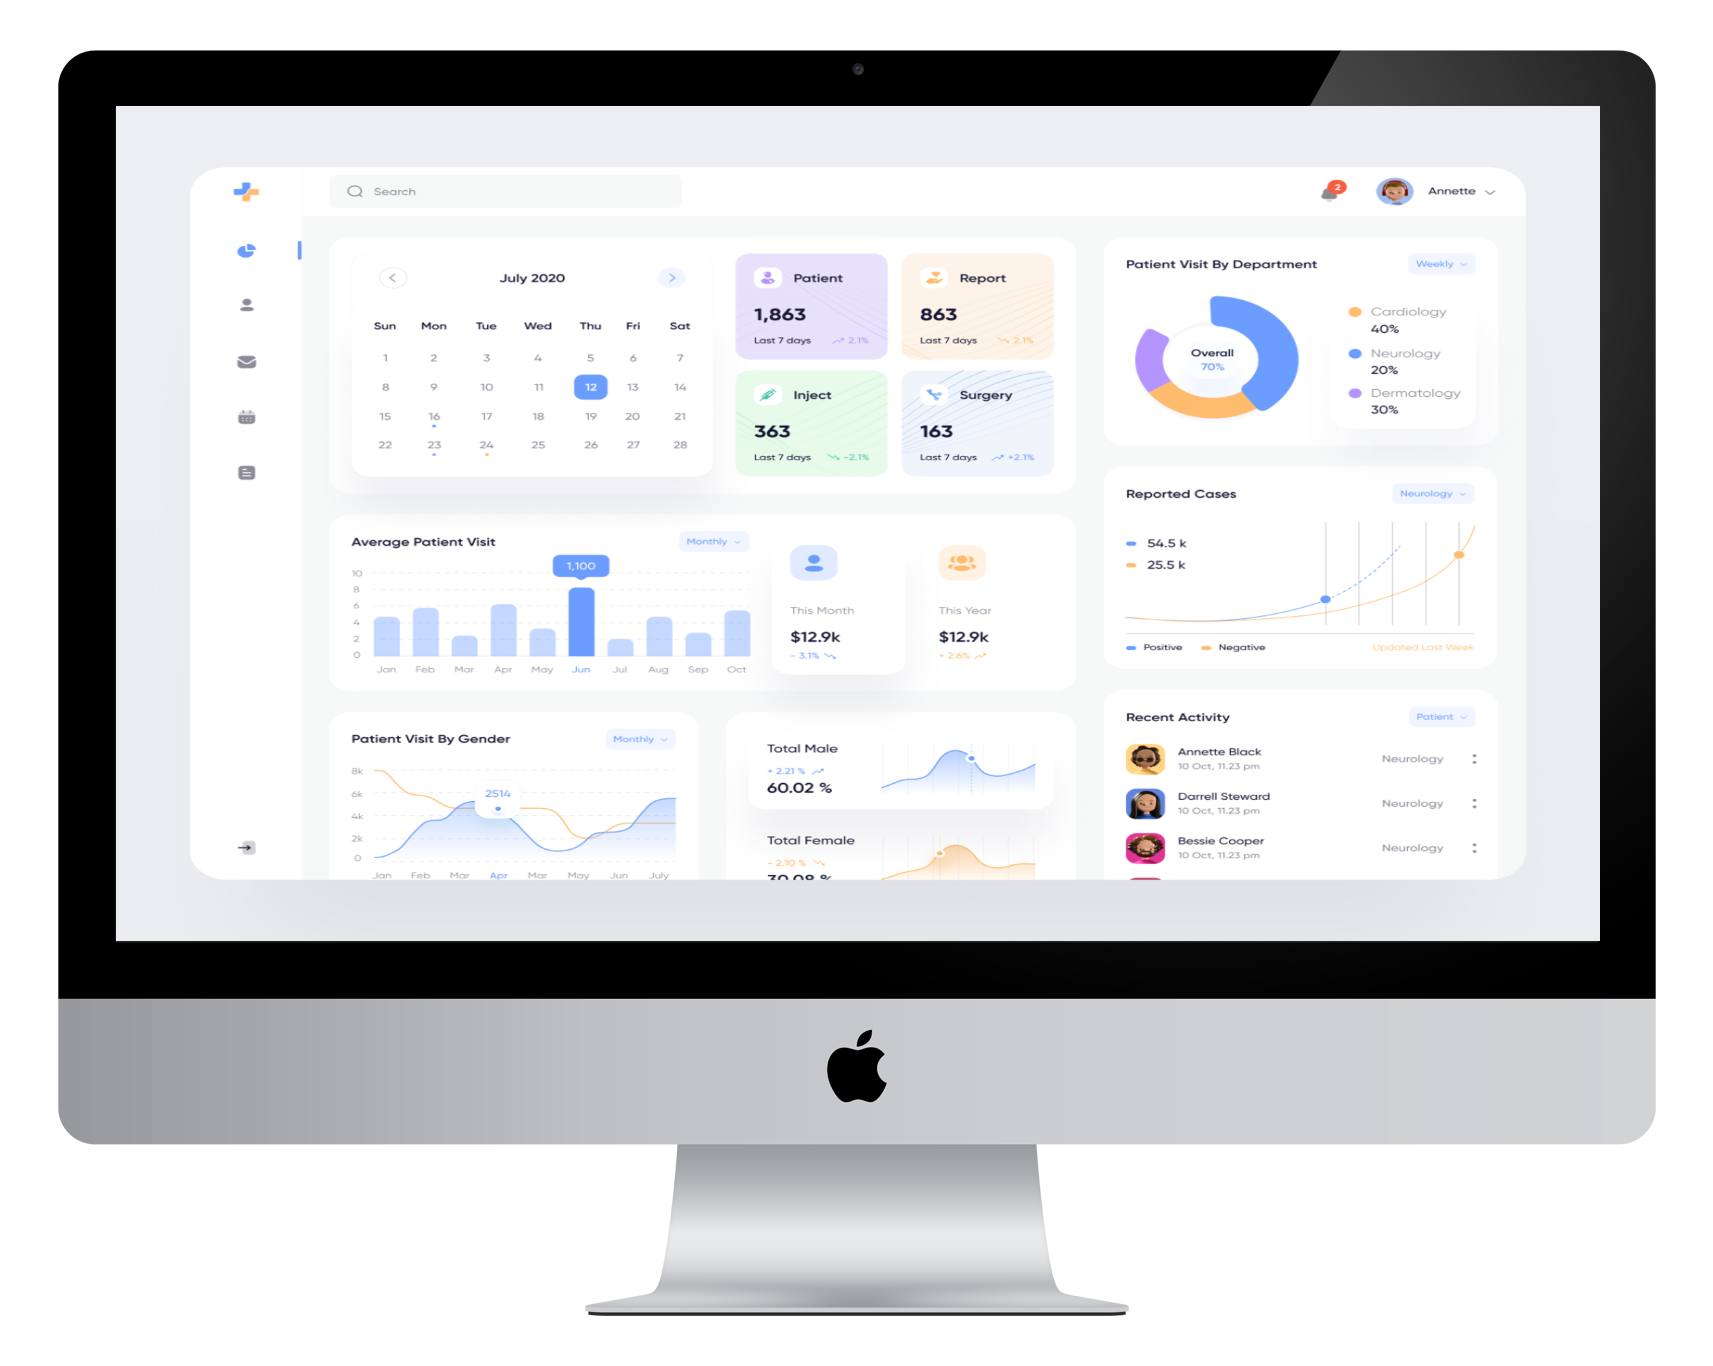 Search
2
Annette
July 2020
Sun Mon Tue Wed Thu Fri Sat
1 2 3 4 5 6 7
8 9 10 11 12 13 14
15 16 17 18 19 20 21
22 23 24 25 26 27 28
Patient
1,863
Last 7 days 2.1%
Report
863
Last 7 days 2.1%
Inject
363
Last 7 days -2.1%
Surgery
163
Last 7 days +2.1%
Patient Visit By Department
Weekly
Overall
70%
Cardiology
40%
Neurology
20%
Dermatology
30%
Average Patient Visit
Monthly
1,100
10
8
6
4
2
0
Jan Feb Mar Apr May Jun Jul Aug Sep Oct
This Month
$12.9k
- 3.1%
This Year
$12.9k
+ 2.6%
Reported Cases
Neurology
54.5 k
25.5 k
Positive Negative
Updated Last Week
Patient Visit By Gender
Monthly
8k
6k
4k
2k
0
2514
Jan Feb Mar Apr Mar May Jun July
Total Male
+ 2.21 %
60.02 %
Total Female
- 2.10 %
30.08 %
Recent Activity
Patient
Annette Black
10 Oct, 11.23 pm
Neurology
Darrell Steward
10 Oct, 11.23 pm
Neurology
Bessie Cooper
10 Oct, 11.23 pm
Neurology